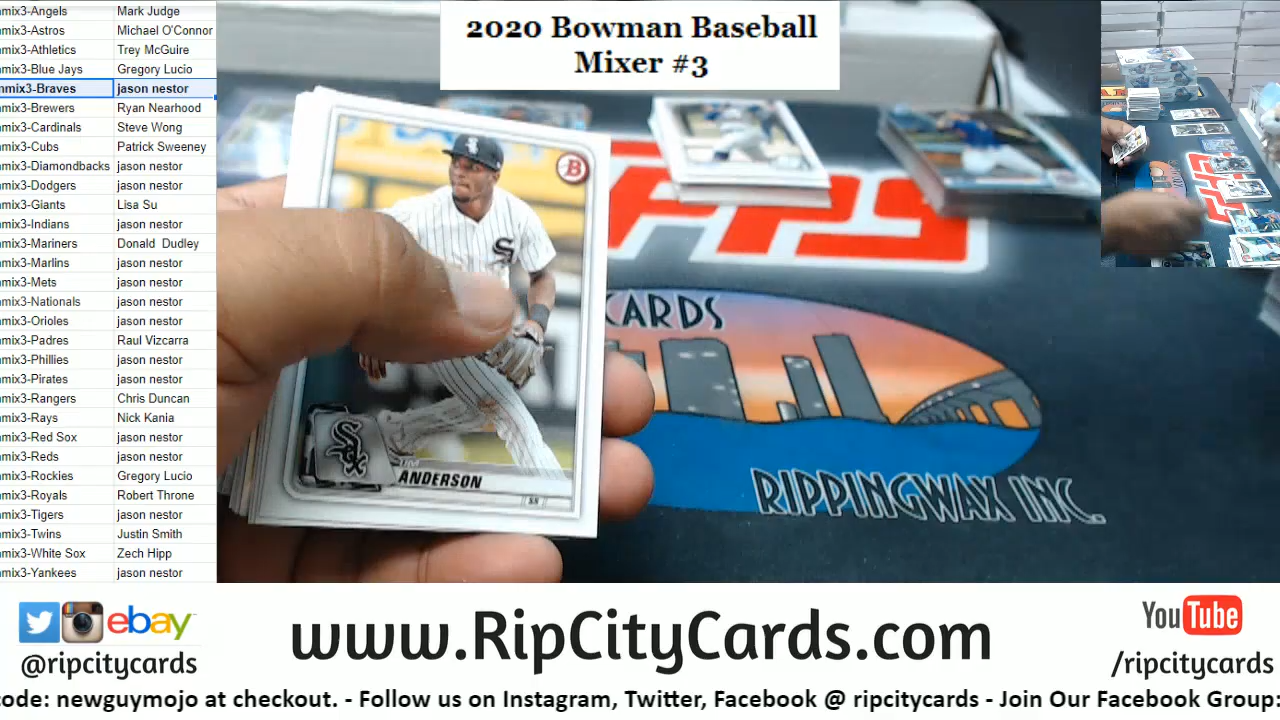 mix3-Angels Mark Judge
mix3-Astros Michael O'Connor
mix3-Athletics Trey McGuire
mix3-Blue Jays Gregory Lucio
mix3-Braves jason nestor
mix3-Brewers Ryan Nearhood
mix3-Cardinals Steve Wong
mix3-Cubs Patrick Sweeney
mix3-Diamondbacks jason nestor
mix3-Dodgers jason nestor
mix3-Giants Lisa Su
mix3-Indians jason nestor
mix3-Mariners Donald Dudley
mix3-Marlins jason nestor
mix3-Mets jason nestor
mix3-Nationals jason nestor
mix3-Orioles jason nestor
mix3-Padres Raul Vizcarra
mix3-Phillies jason nestor
mix3-Pirates jason nestor
mix3-Rangers Chris Duncan
mix3-Rays Nick Kania
mix3-Red Sox jason nestor
mix3-Reds jason nestor
mix3-Rockies Gregory Lucio
mix3-Royals Robert Throne
mix3-Tigers jason nestor
mix3-Twins Justin Smith
mix3-White Sox Zech Hipp
mix3-Yankees jason nestor
2020 Bowman Baseball
Mixer #3
B
Sox
TIM
ANDERSON
SS
CARDS
RIPPINGWAX INC.
ebay
@ripcitycards
www.RipCityCards.com
YouTube
/ripcitycards
code: newguymojo at checkout. - Follow us on Instagram, Twitter, Facebook @ ripcitycards - Join Our Facebook Group: